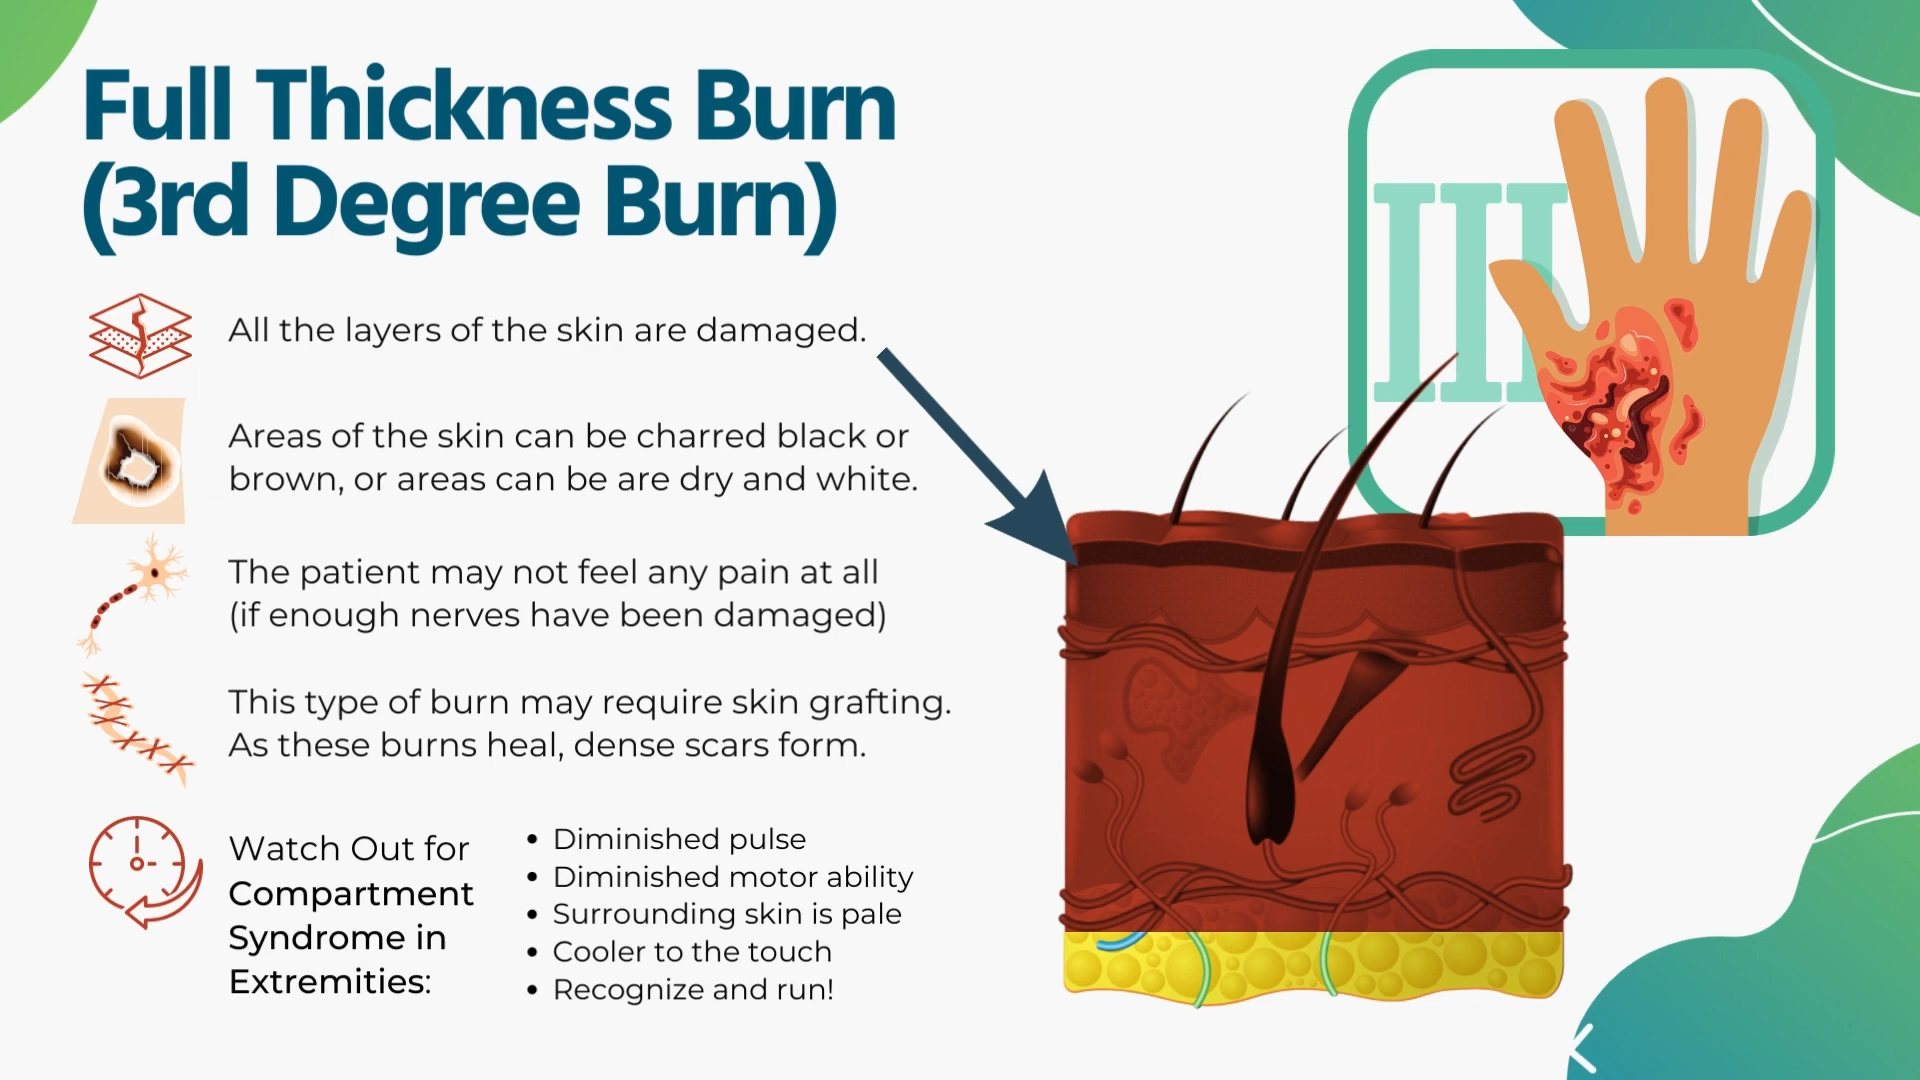 Full Thickness Burn
(3rd Degree Burn)
III
All the layers of the skin are damaged.
Areas of the skin can be charred black or
brown, or areas can be are dry and white.
The patient may not feel any pain at all
(if enough nerves have been damaged)
This type of burn may require skin grafting.
As these burns heal, dense scars form.
Watch Out for
Compartment
Syndrome in
Extremities:
• Diminished pulse
• Diminished motor ability
• Surrounding skin is pale
• Cooler to the touch
• Recognize and run!